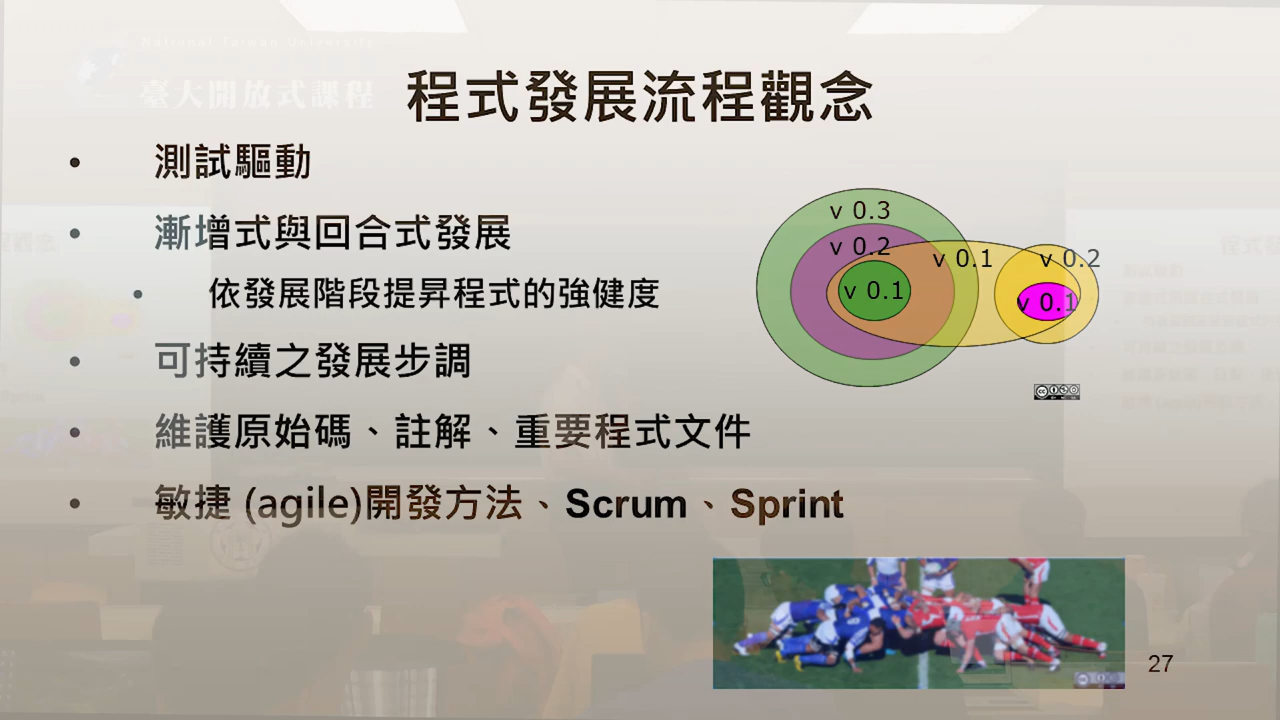 National Taiwan University
臺大開放式課程
程式發展流程觀念
• 測試驅動
• 漸增式與回合式發展
• 依發展階段提昇程式的強健度
• 可持續之發展步調
• 維護原始碼、註解、重要程式文件
• 敏捷 (agile)開發方法、Scrum、Sprint
v 0.3
v 0.2
v 0.1
v 0.1
v 0.2
v 0.1
27